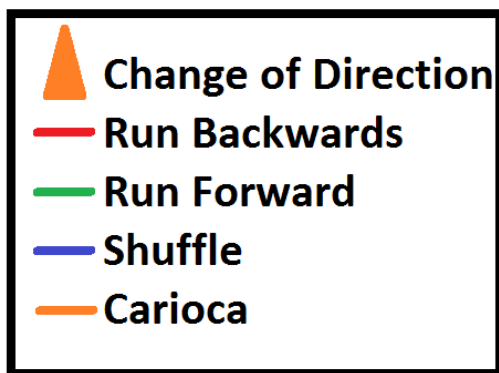 Change of Direction
Run Backwards
Run Forward
Shuffle
Carioca